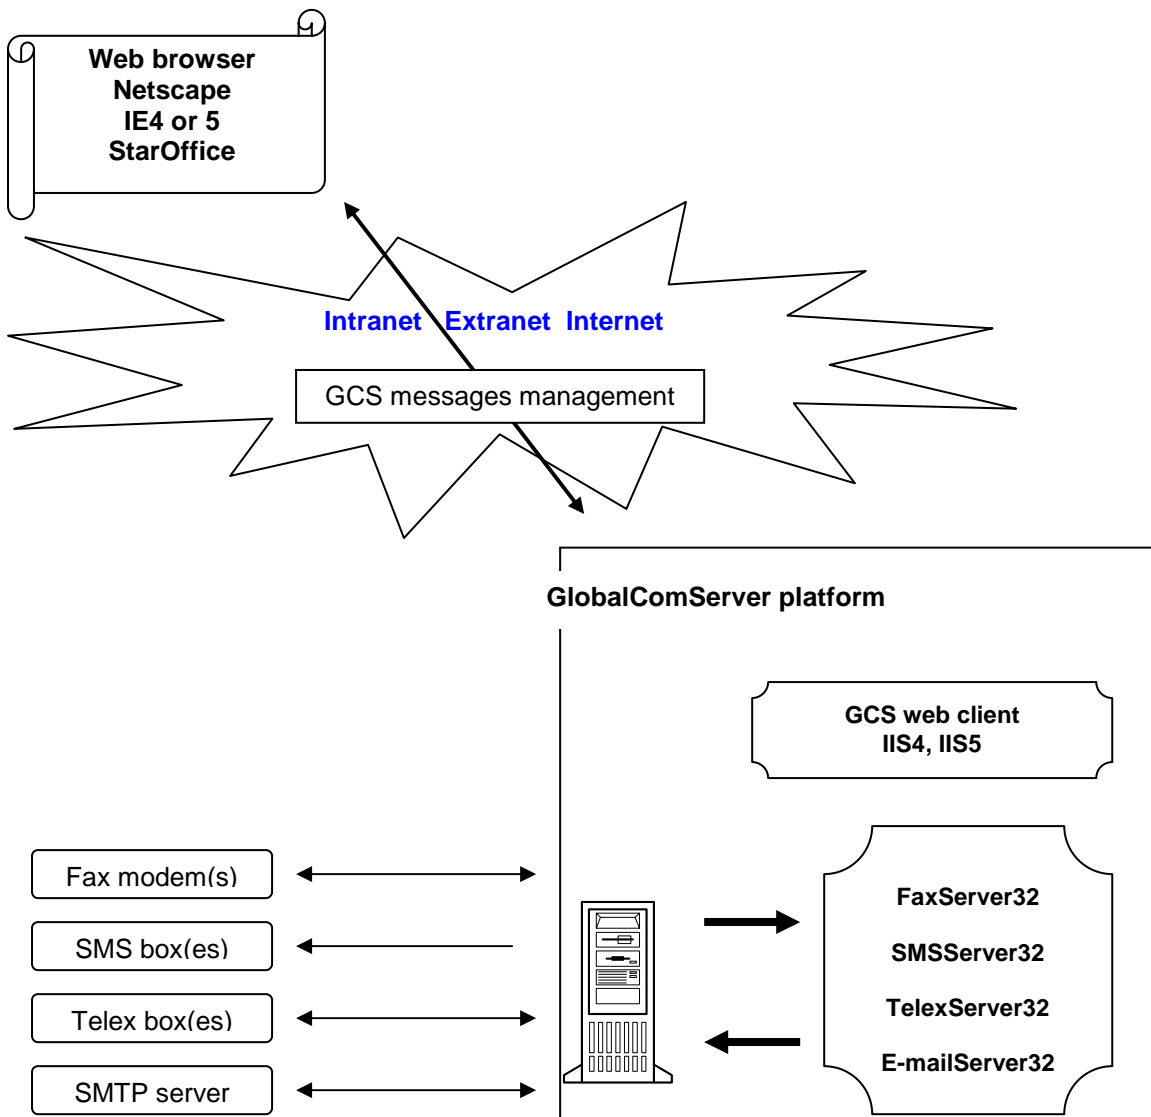 Web browser
Netscape
IE4 or 5
StarOffice
Intranet Extranet Internet
GCS messages management
GlobalComServer platform
GCS web client
IIS4, IIS5
Fax modem(s)
SMS box(es)
Telex box(es)
SMTP server
FaxServer32
SMSServer32
TelexServer32
E-mailServer32